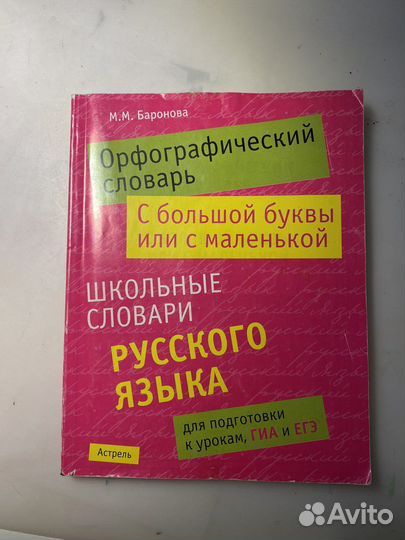 М.М. Баронова
Орфографический
словарь
С большой буквы
или с маленькой
ШКОЛЬНЫЕ
СЛОВАРИ
РУССКОГО
ЯЗЫКА
для подготовки
к урокам, ГИА и ЕГЭ
Астрель
Avito